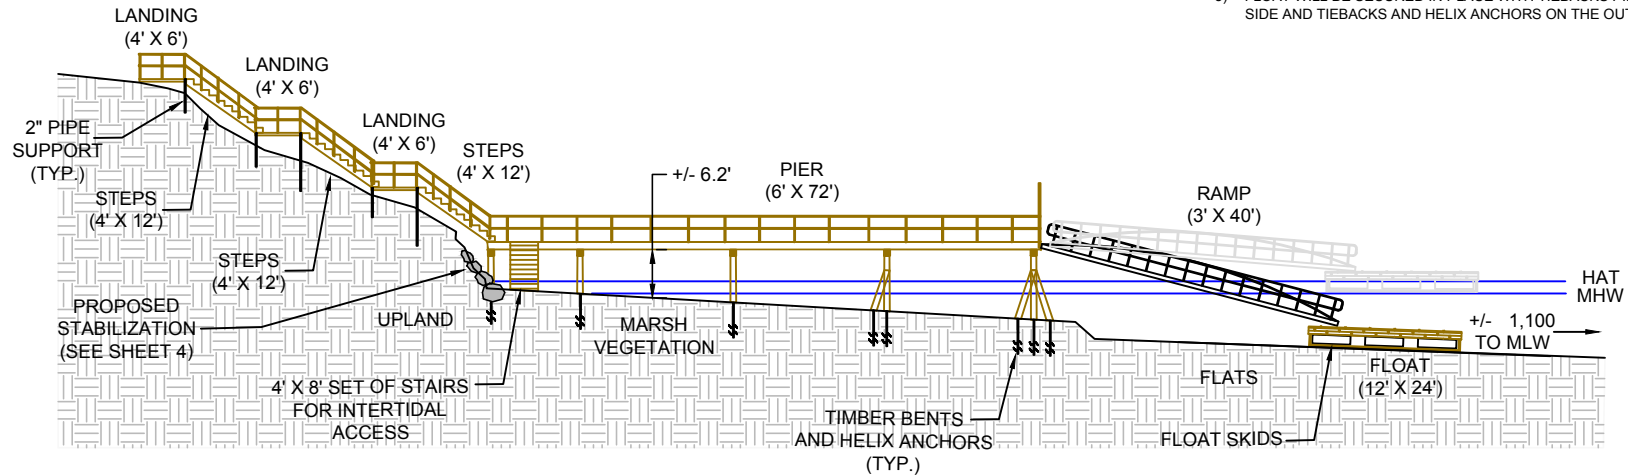 SIDE AND TIEBACKS AND HELIX ANCHORS ON THE OUT
LANDING
(4' X 6')
LANDING
(4' X 6')
LANDING
(4' X 6')
STEPS
(4' X 12')
+/- 6.2'
PIER
(6' X 72')
RAMP
(3' X 40')
2" PIPE
SUPPORT
(TYP.)
STEPS
(4' X 12')
STEPS
(4' X 12')
PROPOSED
STABILIZATION
(SEE SHEET 4)
UPLAND
MARSH
VEGETATION
4' X 8' SET OF STAIRS
FOR INTERTIDAL
ACCESS
TIMBER BENTS
AND HELIX ANCHORS
(TYP.)
FLATS
FLOAT SKIDS
FLOAT
(12' X 24')
HAT
MHW
+/- 1,100
TO MLW